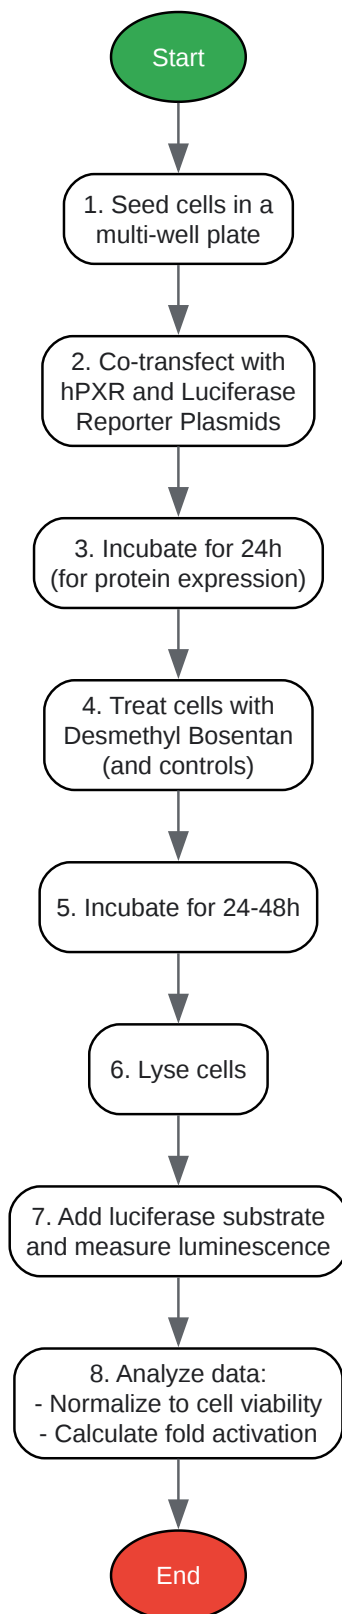 Start
1. Seed cells in a
multi-well plate
2. Co-transfect with
hPXR and Luciferase
Reporter Plasmids
3. Incubate for 24h
(for protein expression)
4. Treat cells with
Desmethyl Bosentan
(and controls)
5. Incubate for 24-48h
6. Lyse cells
7. Add luciferase substrate
and measure luminescence
8. Analyze data:
- Normalize to cell viability
- Calculate fold activation
End